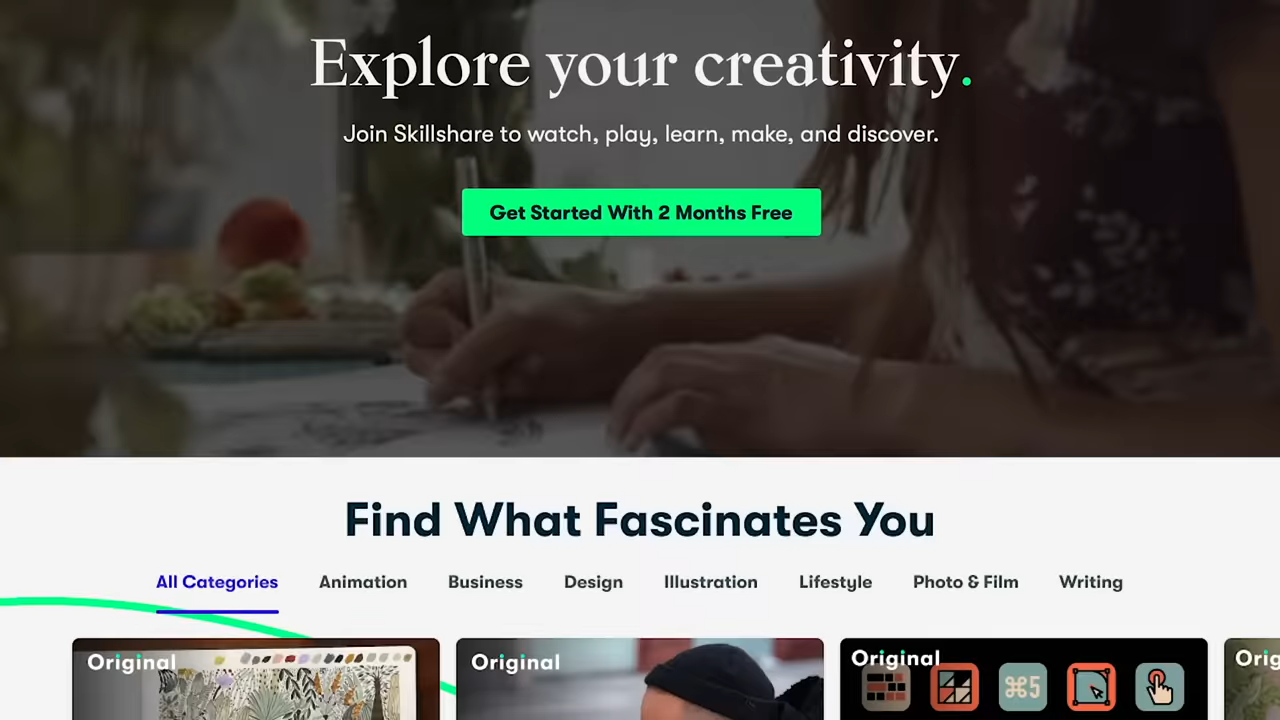 Explore your creativity.
Join Skillshare to watch, play, learn, make, and discover.
Get Started With 2 Months Free
Find What Fascinates You
All Categories Animation Business Design Illustration Lifestyle Photo & Film Writing
Original Original Original Orig
⌘5